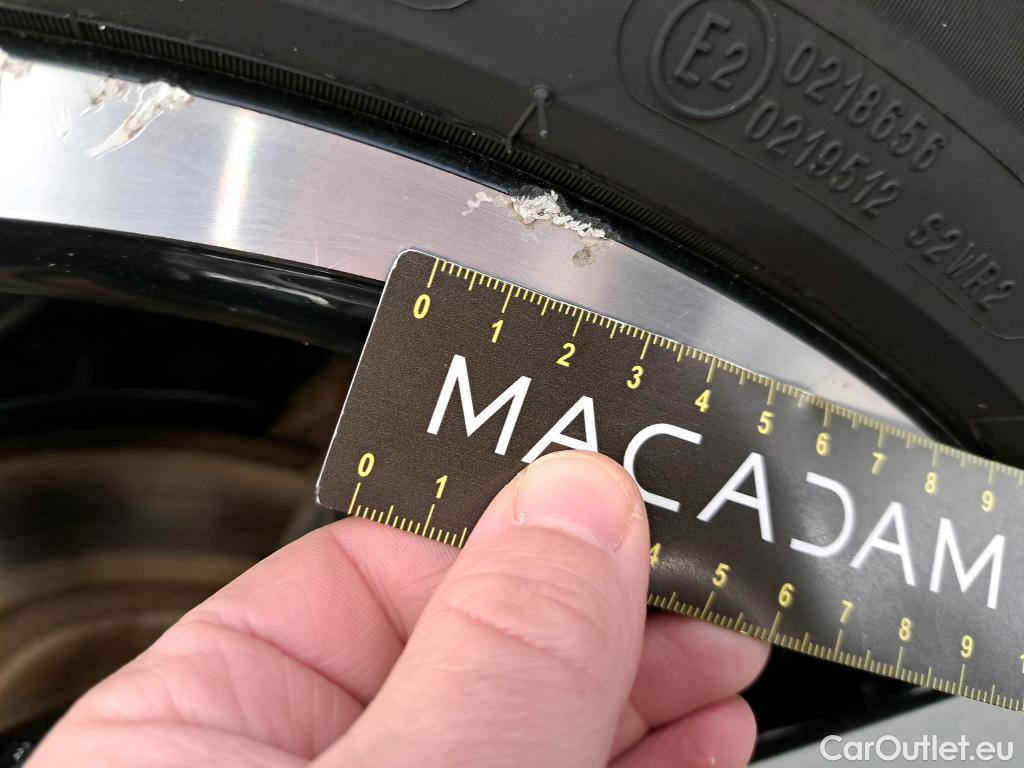 E2
0218656
0219512
S2WR2
0 1 2 3 4 5 6 7 8 9
MACADAM
0 1 4 5 6 7 8 9
CarOutlet.eu